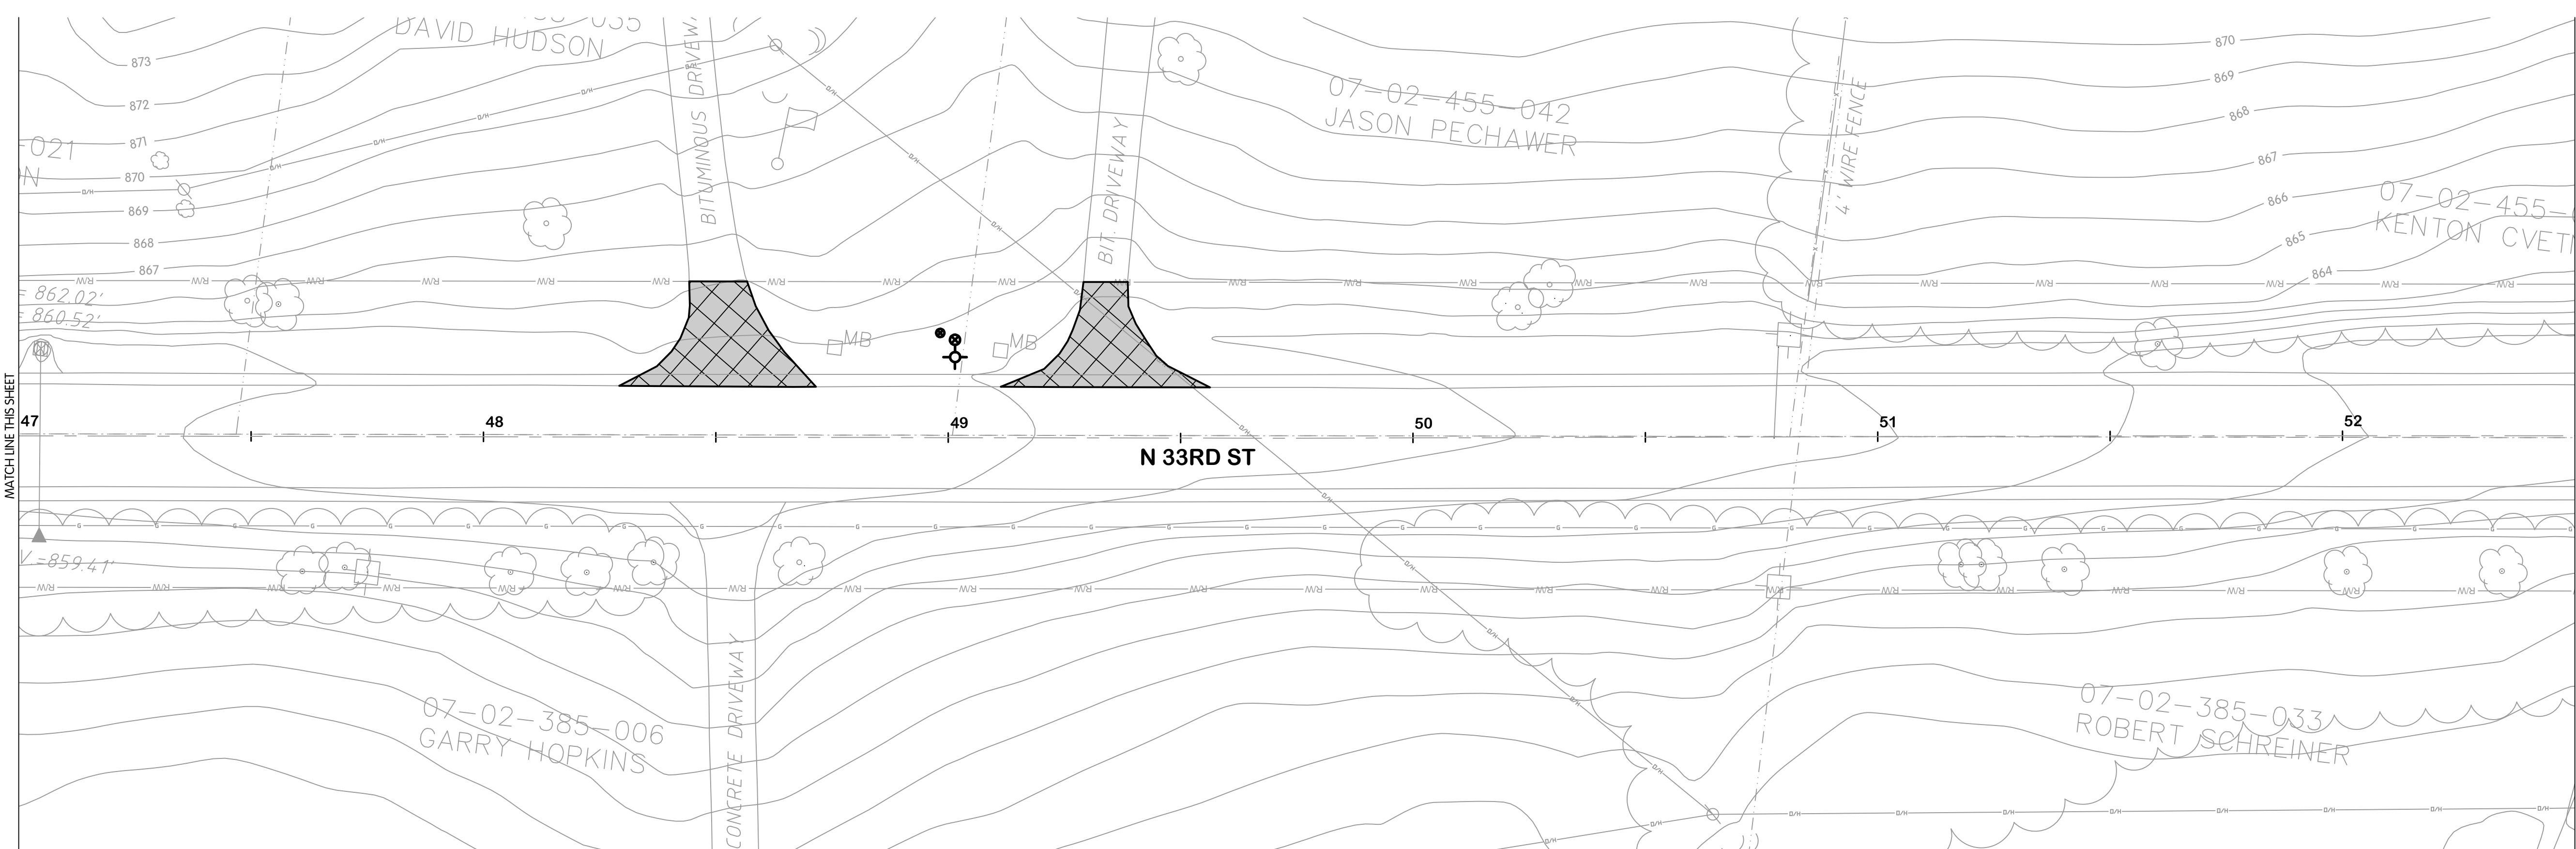 DAVID HUDSON
873
872
871
870
869
868
867
-021
N
= 862.02'
= 860.52'
BITUMINOUS DRIVEW
BIT. DRIVEWAY
07-02-455-042
JASON PECHAWER
4' WIRE FENCE
870
869
868
867
866
865
864
07-02-455-
KENTON CVET
MB
MB
MATCH LINE THIS SHEET
47
48
49
50
51
52
N 33RD ST
V.=859.41'
07-02-385-006
GARRY HOPKINS
CONCRETE DRIVEWAY
07-02-385-033
ROBERT SCHREINER